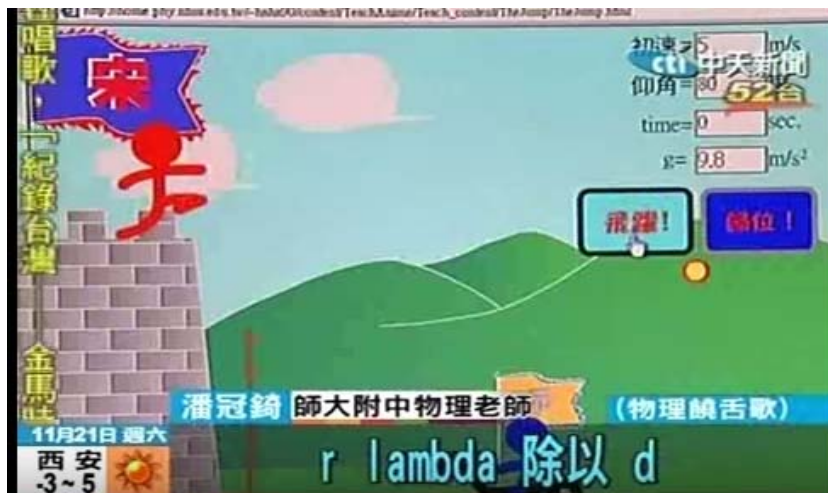 初速=5 m/s
cti 中天新聞
仰角=80
52台
time=0 sec.
g= 9.8 m/s²
宋
飛躍!
歸位!
唱歌,「紀錄台灣
金馬
潘冠錡 師大附中物理老師 (物理饒舌歌)
11月21日 週六
西安
-3~5
r lambda 除以 d